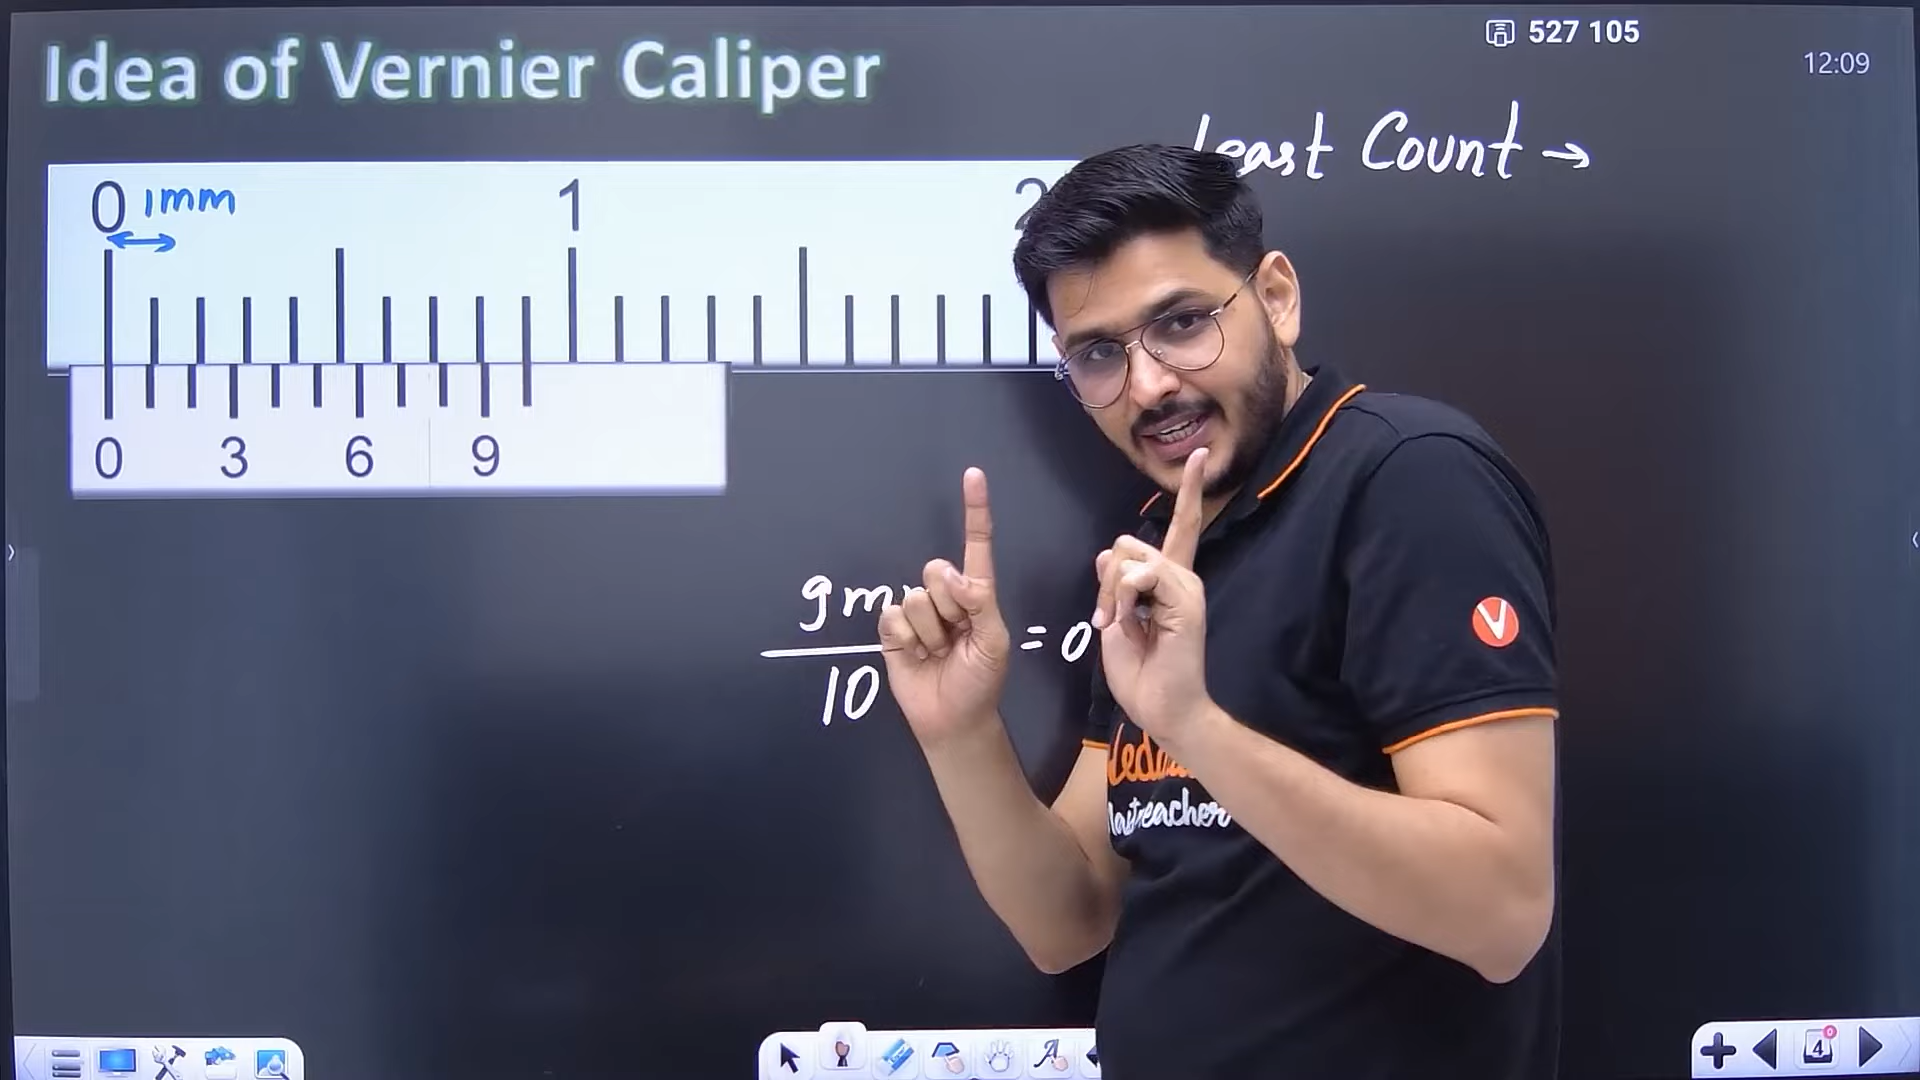 527 105
Idea of Vernier Caliper
12:09
Least Count →
0 1mm 1 2
0 3 6 9
9m
10
= 0
V
4